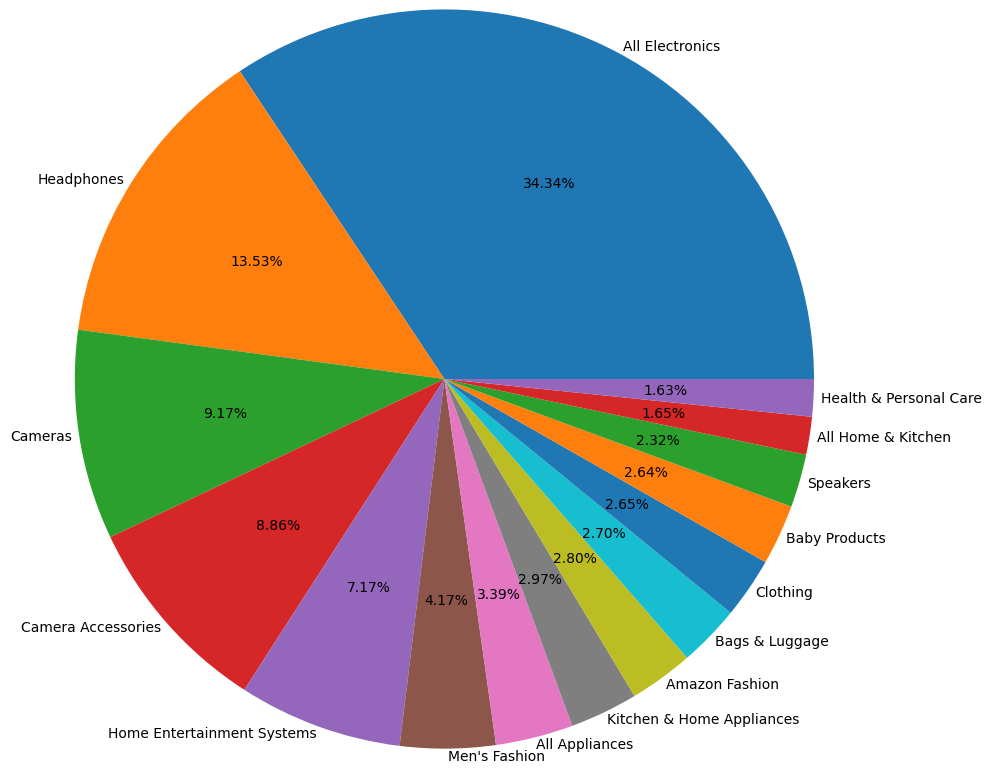 All Electronics
34.34%
Headphones
13.53%
Cameras
9.17%
Camera Accessories
8.86%
Home Entertainment Systems
7.17%
Men's Fashion
4.17%
All Appliances
3.39%
Kitchen & Home Appliances
2.97%
Amazon Fashion
2.80%
Bags & Luggage
2.70%
Clothing
2.65%
Baby Products
2.64%
Speakers
2.32%
All Home & Kitchen
1.65%
Health & Personal Care
1.63%